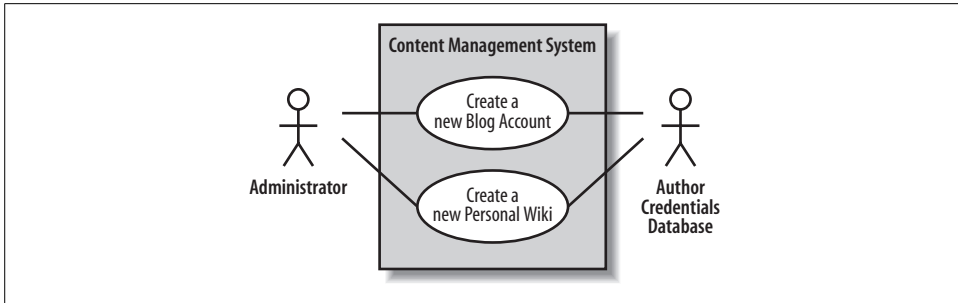 Content Management System
Create a
new Blog Account
Administrator
Create a
new Personal Wiki
Author
Credentials
Database